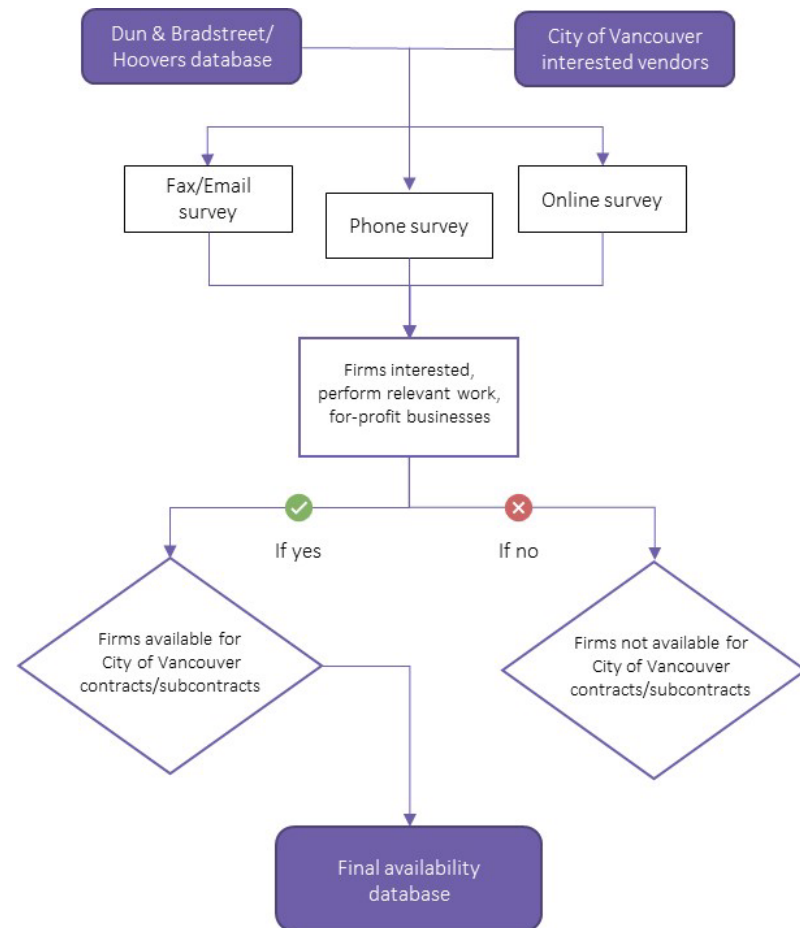 Dun & Bradstreet/
Hoovers database
City of Vancouver
interested vendors
Fax/Email
survey
Phone survey
Online survey
Firms interested,
perform relevant work,
for-profit businesses
If yes
If no
Firms available for
City of Vancouver
contracts/subcontracts
Firms not available for
City of Vancouver
contracts/subcontracts
Final availability
database